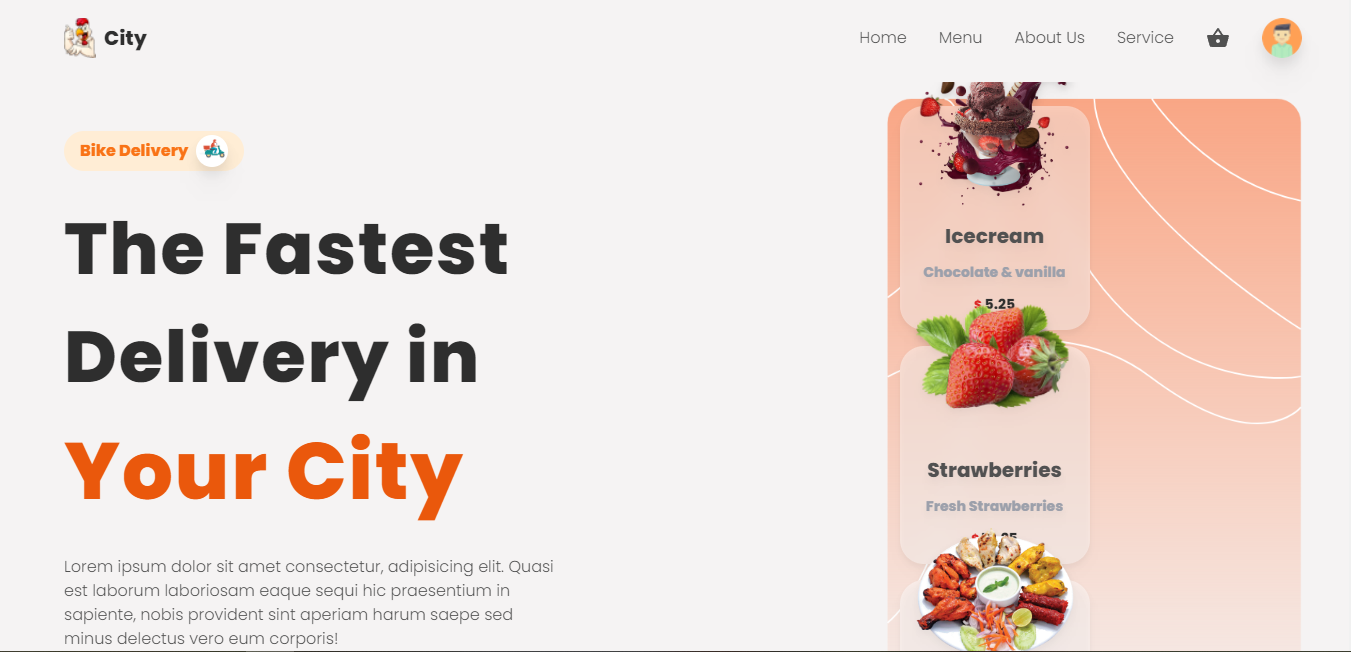 City
Home
Menu
About Us
Service
Bike Delivery
The Fastest
Delivery in
Your City
Lorem ipsum dolor sit amet consectetur, adipisicing elit. Quasi
est laborum laboriosam eaque sequi hic praesentium in
sapiente, nobis provident sint aperiam harum saepe sed
minus delectus vero eum corporis!
Icecream
Chocolate & vanilla
$ 5.25
Strawberries
Fresh Strawberries